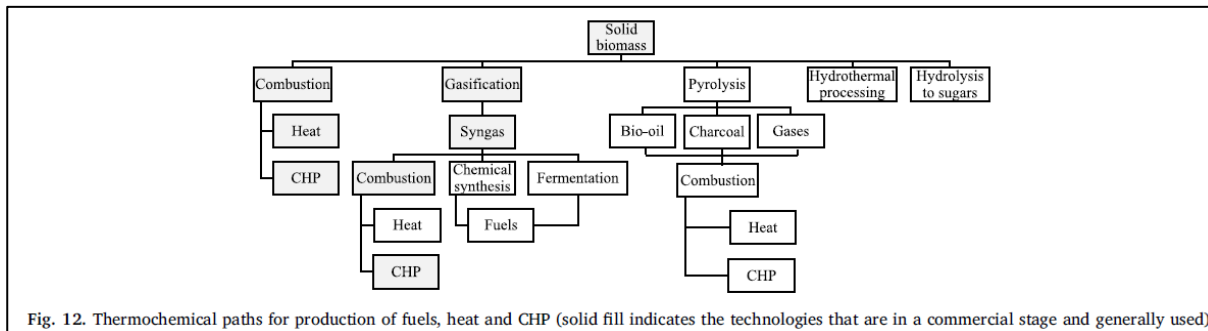 Solid
biomass
Combustion
Gasification
Pyrolysis
Hydrothermal
processing
Hydrolysis
to sugars
Heat
Syngas
Bio-oil
Charcoal
Gases
CHP
Combustion
Chemical
synthesis
Fermentation
Combustion
Heat
Fuels
Heat
CHP
CHP
Fig. 12. Thermochemical paths for production of fuels, heat and CHP (solid fill indicates the technologies that are in a commercial stage and generally used)